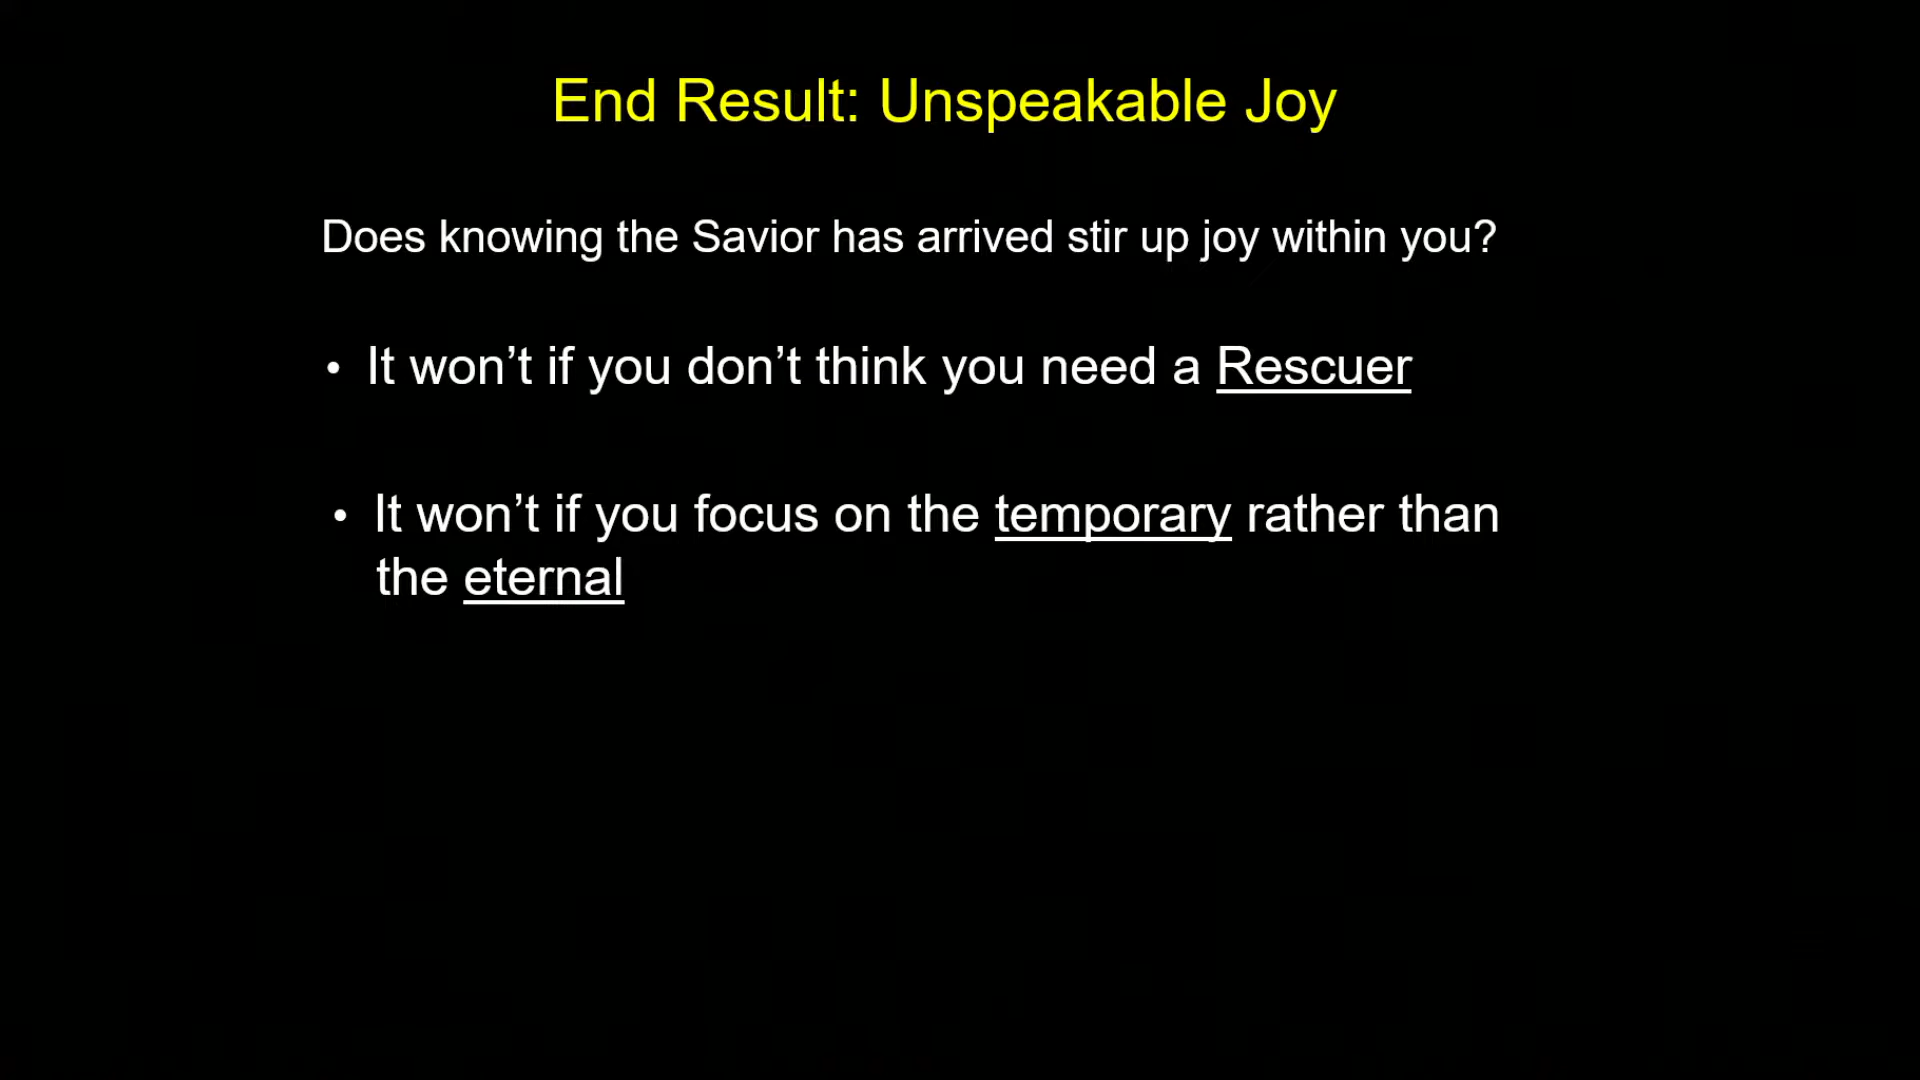 End Result: Unspeakable Joy
Does knowing the Savior has arrived stir up joy within you?
• It won’t if you don’t think you need a Rescuer
• It won’t if you focus on the temporary rather than
the eternal